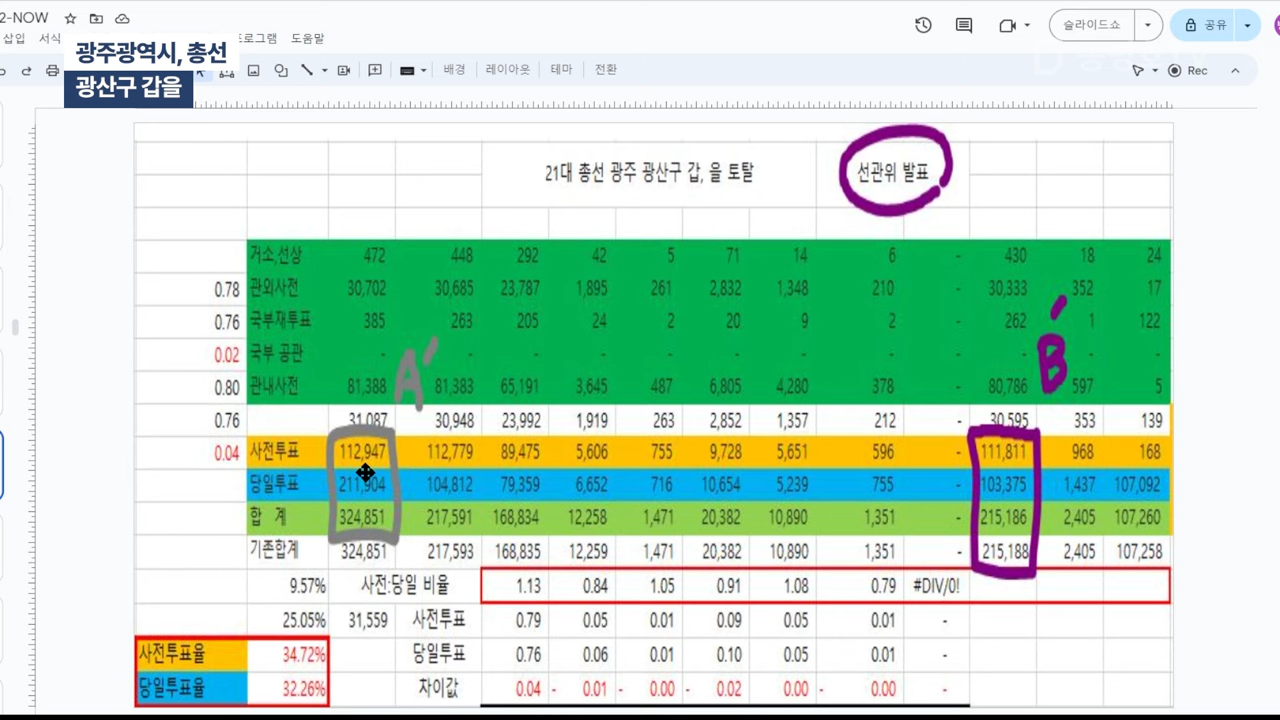 2-NOW
삽입 서식 프로그램 도움말
슬라이드쇼 공유
광주광역시, 총선
광산구 갑을
배경 레이아웃 테마 전환 Rec
21대 총선 광주 광산구 갑, 을 토탈 선관위 발표
거소,선상 472 448 292 42 5 71 14 6 - 430 18 24
0.78 관외사전 30,702 30,685 23,787 1,895 261 2,832 1,348 210 - 30,333 352 17
0.76 국부재투표 385 263 205 24 2 20 9 2 - 262 1 122
0.02 국부 공관 - - - - - - - - - - - -
A′ B′
0.80 관내사전 81,388 81,383 65,191 3,645 487 6,805 4,280 378 - 80,786 597 5
0.76 31,087 30,948 23,992 1,919 263 2,852 1,357 212 - 30,595 353 139
0.04 사전투표 112,947 112,779 89,475 5,606 755 9,728 5,651 596 - 111,811 968 168
당일투표 211,904 104,812 79,359 6,652 716 10,654 5,239 755 - 103,375 1,437 107,092
합 계 324,851 217,591 168,834 12,258 1,471 20,382 10,890 1,351 - 215,186 2,405 107,260
기존합계 324,851 217,593 168,835 12,259 1,471 20,382 10,890 1,351 - 215,188 2,405 107,258
9.57% 사전:당일 비율 1.13 0.84 1.05 0.91 1.08 0.79 #DIV/0!
25.05% 31,559 사전투표 0.79 0.05 0.01 0.09 0.05 0.01 -
사전투표율 34.72% 당일투표 0.76 0.06 0.01 0.10 0.05 0.01 -
당일투표율 32.26% 차이값 0.04 - 0.01 - 0.00 - 0.02 0.00 - 0.00 -